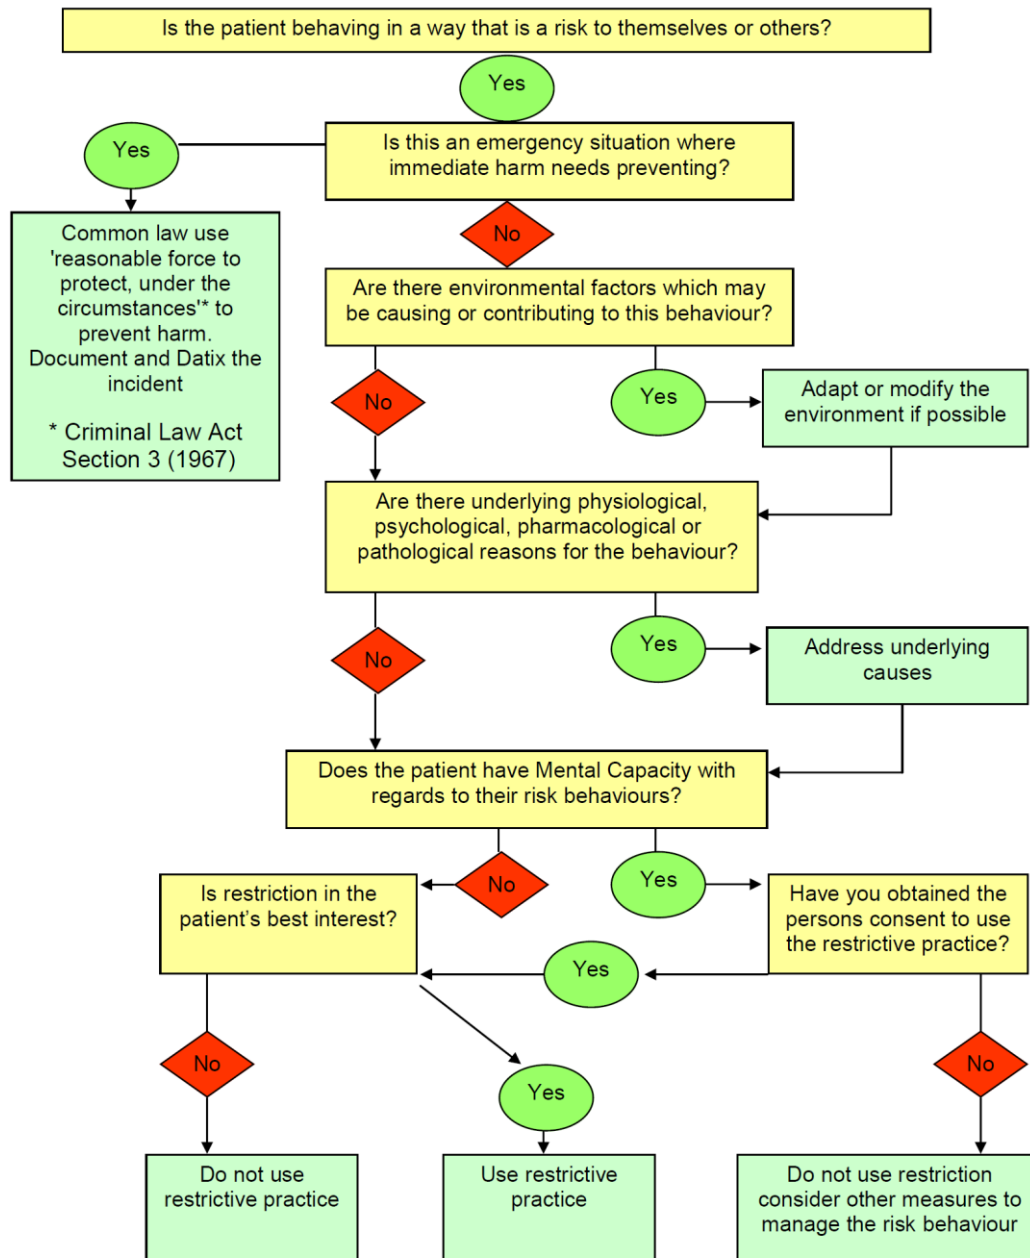 Is the patient behaving in a way that is a risk to themselves or others?
Yes
Yes
Is this an emergency situation where
immediate harm needs preventing?
Common law use
'reasonable force to
protect, under the
circumstances'* to
prevent harm.
Document and Datix the
incident
* Criminal Law Act
Section 3 (1967)
No
Are there environmental factors which may
be causing or contributing to this behaviour?
No
Yes
Adapt or modify the
environment if possible
Are there underlying physiological,
psychological, pharmacological or
pathological reasons for the behaviour?
No
Yes
Address underlying
causes
Does the patient have Mental Capacity with
regards to their risk behaviours?
No
Yes
Is restriction in the
patient’s best interest?
Have you obtained the
persons consent to use
the restrictive practice?
Yes
No
Yes
No
Do not use
restrictive practice
Use restrictive
practice
Do not use restriction
consider other measures to
manage the risk behaviour